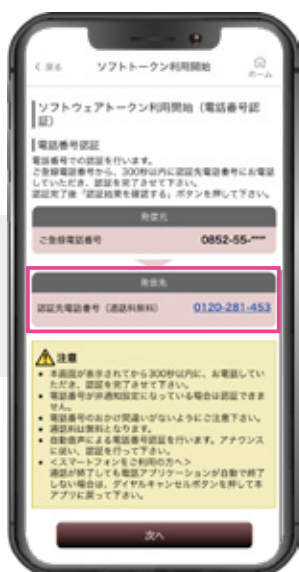 < 戻る ソフトトークン利用開始 ホーム
ソフトウェアトークン利用開始（電話番号認
証）
電話番号認証
電話番号での認証を行います。
ご登録電話番号から、300秒以内に認証先電話番号にお電話
していただき、認証を完了させて下さい。
認証完了後「認証結果を確認する」ボタンを押して下さい。
発信元
ご登録電話番号 0852-55-****
発信先
認証先電話番号（通話料無料） 0120-281-453
注意
• 本画面が表示されてから300秒以内に、お電話してい
ただき、認証を完了させて下さい。
• 電話番号が非通知設定になっている場合は認証できま
せん。
• 電話番号のおかけ間違いがないようにご注意下さい。
• 通話料は無料となります。
• 自動音声による電話番号認証を行います。アナウンス
に従い、認証を行って下さい。
• <スマートフォンをご利用の方へ>
通話が終了しても電話アプリケーションが自動で終了
しない場合は、ダイヤルキャンセルボタンを押して本
アプリに戻って下さい。
次へ